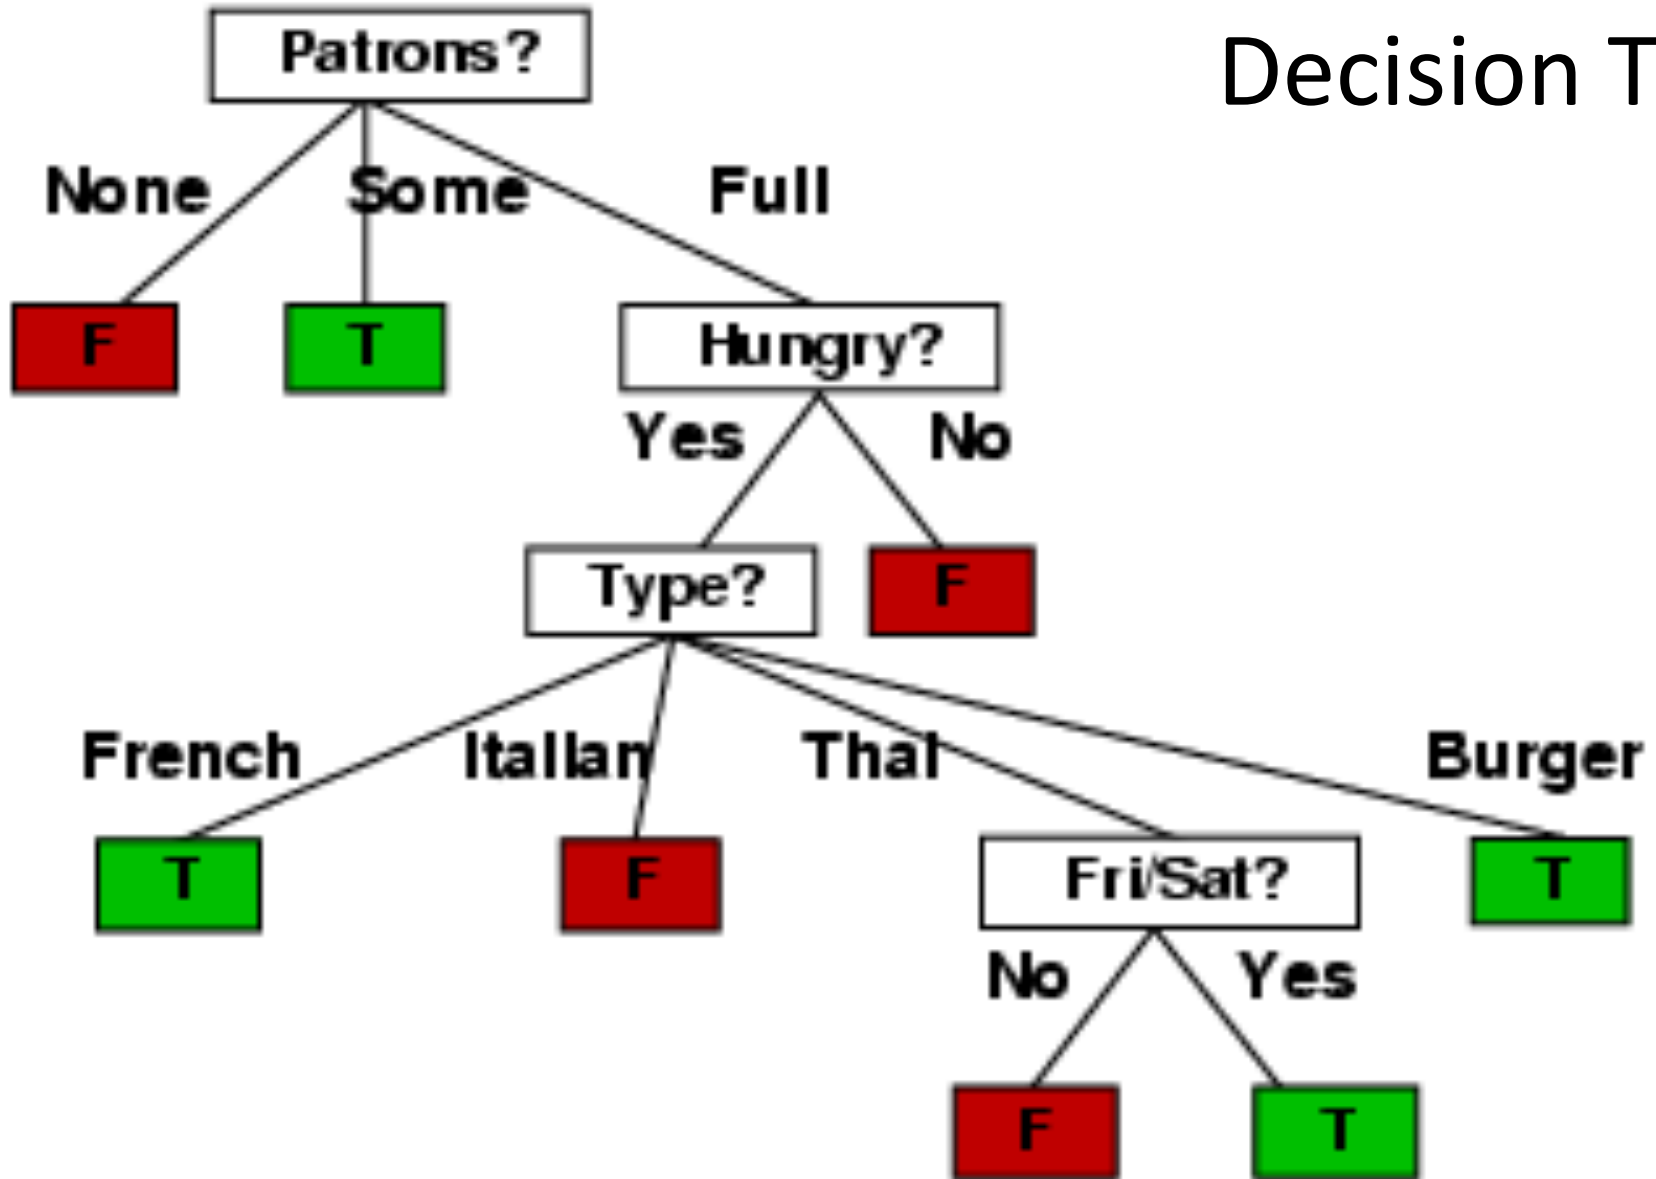 Decision T
Patrons?
None Some Full
F T Hungry?
Yes No
Type? F
French Italian Thai Burger
T F Fri/Sat? T
No Yes
F T